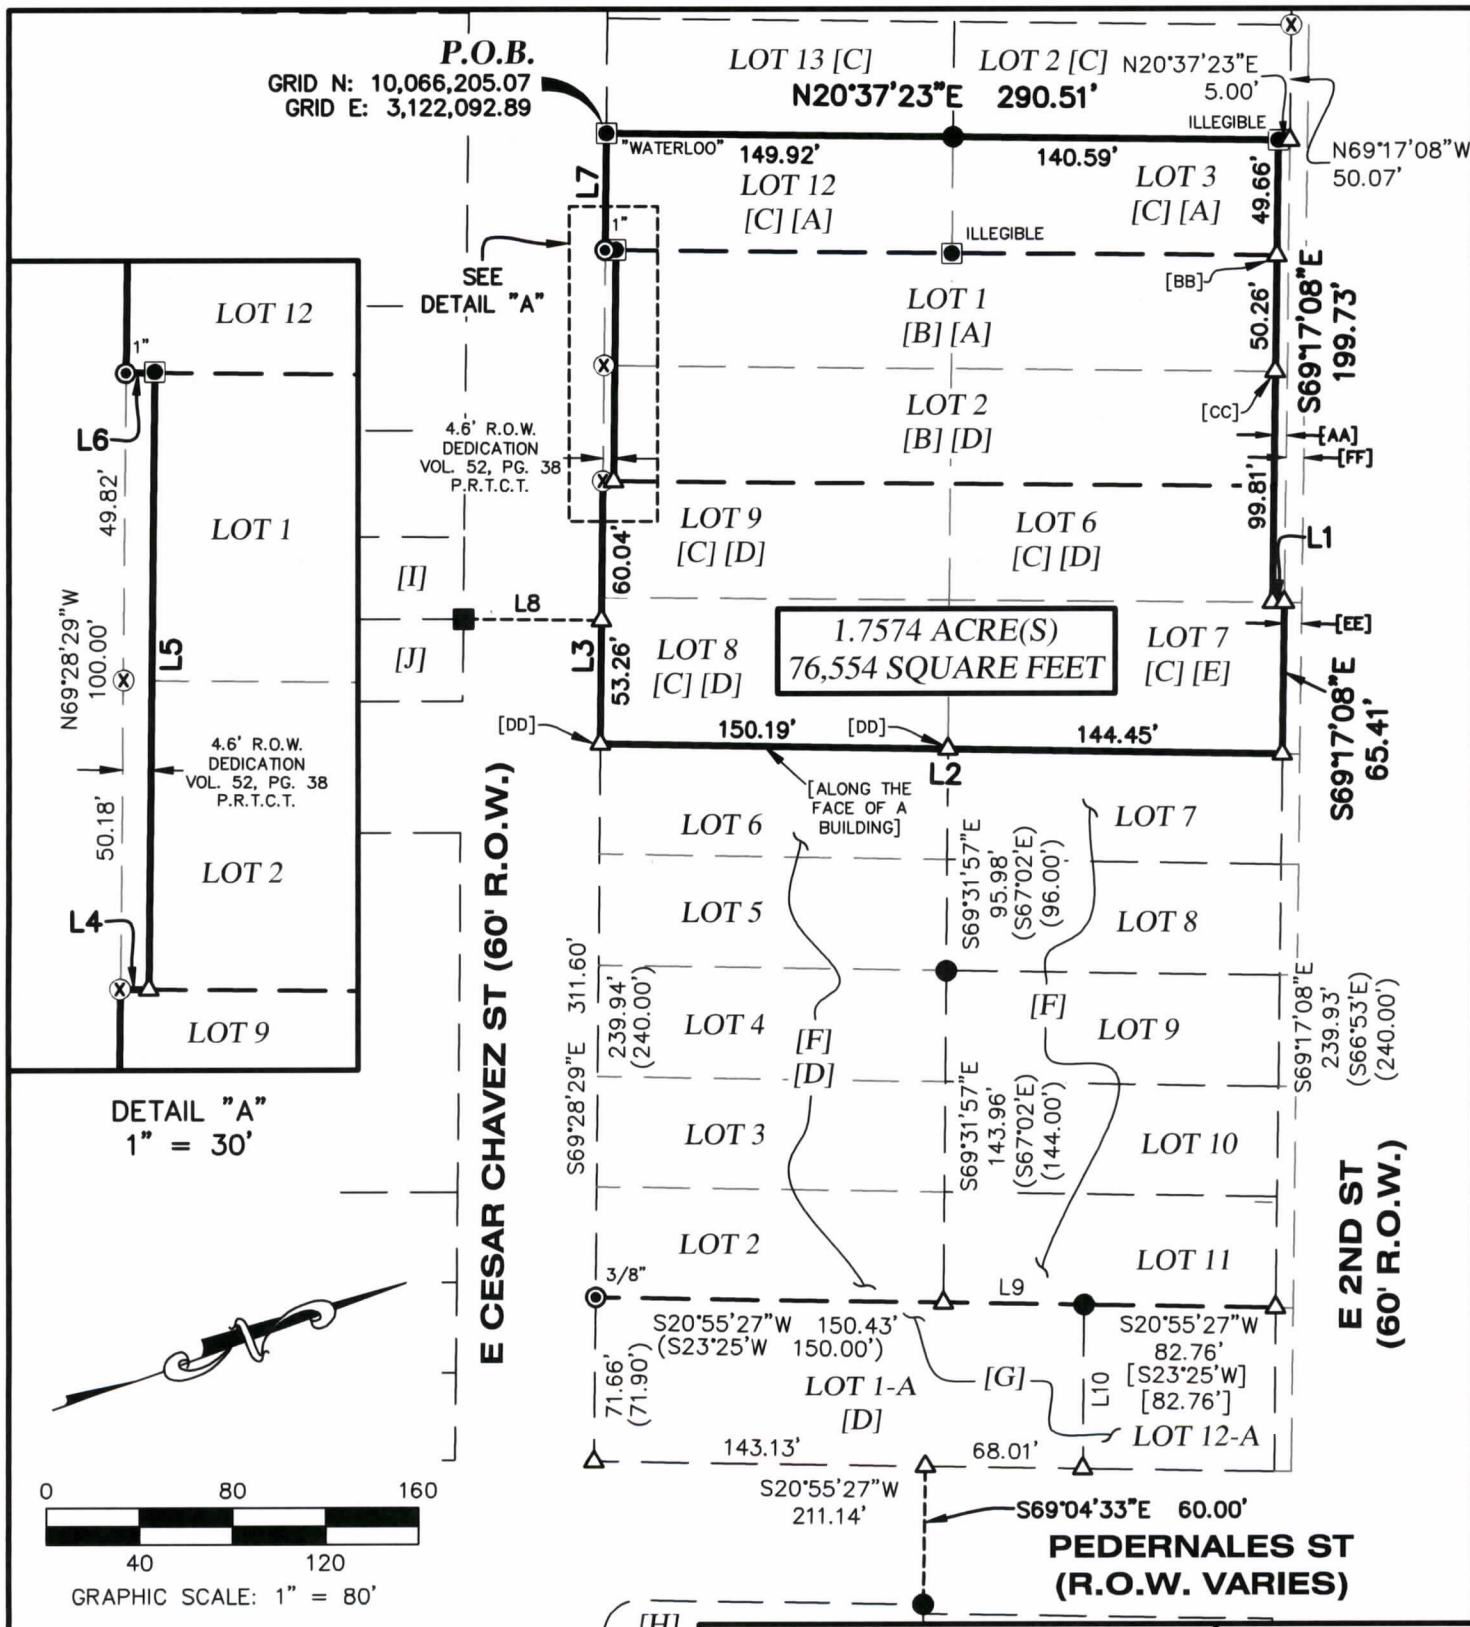 P.O.B.
GRID N: 10,066,205.07
GRID E: 3,122,092.89
LOT 13 [C]
LOT 2 [C]
N20°37'23"E
5.00'
N20°37'23"E 290.51'
ILLEGIBLE
N69°17'08"W
50.07'
"WATERLOO"
149.92'
140.59'
L7
LOT 12
[C] [A]
LOT 3
[C] [A]
49.66'
1"
ILLEGIBLE
SEE
DETAIL "A"
[BB]
LOT 1
[B] [A]
50.26'
S69°17'08"E
199.73'
[CC]
LOT 2
[B] [D]
4.6' R.O.W.
DEDICATION
VOL. 52, PG. 38
P.R.T.C.T.
[AA]
[FF]
99.81'
LOT 9
[C] [D]
LOT 6
[C] [D]
60.04'
L1
[I]
L8
[J]
1.7574 ACRE(S)
76,554 SQUARE FEET
[EE]
L3
53.26'
LOT 8
[C] [D]
LOT 7
[C] [E]
S69°17'08"E
65.41'
[DD]
150.19'
[DD]
144.45'
L2
[ALONG THE
FACE OF A
BUILDING]
LOT 12
1"
L6
49.82'
LOT 1
N69°28'29"W
100.00'
L5
4.6' R.O.W.
DEDICATION
VOL. 52, PG. 38
P.R.T.C.T.
50.18'
LOT 2
L4
LOT 9
DETAIL "A"
1" = 30'
E CESAR CHAVEZ ST (60' R.O.W.)
LOT 6
LOT 7
S69°31'57"E
95.98'
(S67°02'E)
(96.00')
LOT 5
LOT 8
S69°28'29"E 311.60'
239.94'
(240.00')
S69°17'08"E
239.93'
(S66°53'E)
(240.00')
LOT 4
[F]
[D]
[F]
LOT 9
S69°31'57"E
143.96'
(S67°02'E)
(144.00')
LOT 3
LOT 10
E 2ND ST
(60' R.O.W.)
LOT 2
LOT 11
3/8"
L9
S20°55'27"W 150.43'
(S23°25'W 150.00')
S20°55'27"W
82.76'
[S23°25'W]
[82.76']
71.66'
(71.90')
LOT 1-A
[D]
[G]
L10
LOT 12-A
143.13'
68.01'
S20°55'27"W
211.14'
S69°04'33"E 60.00'
PEDERNALES ST
(R.O.W. VARIES)
[H]
N
0 80 160
40 120
GRAPHIC SCALE: 1" = 80'